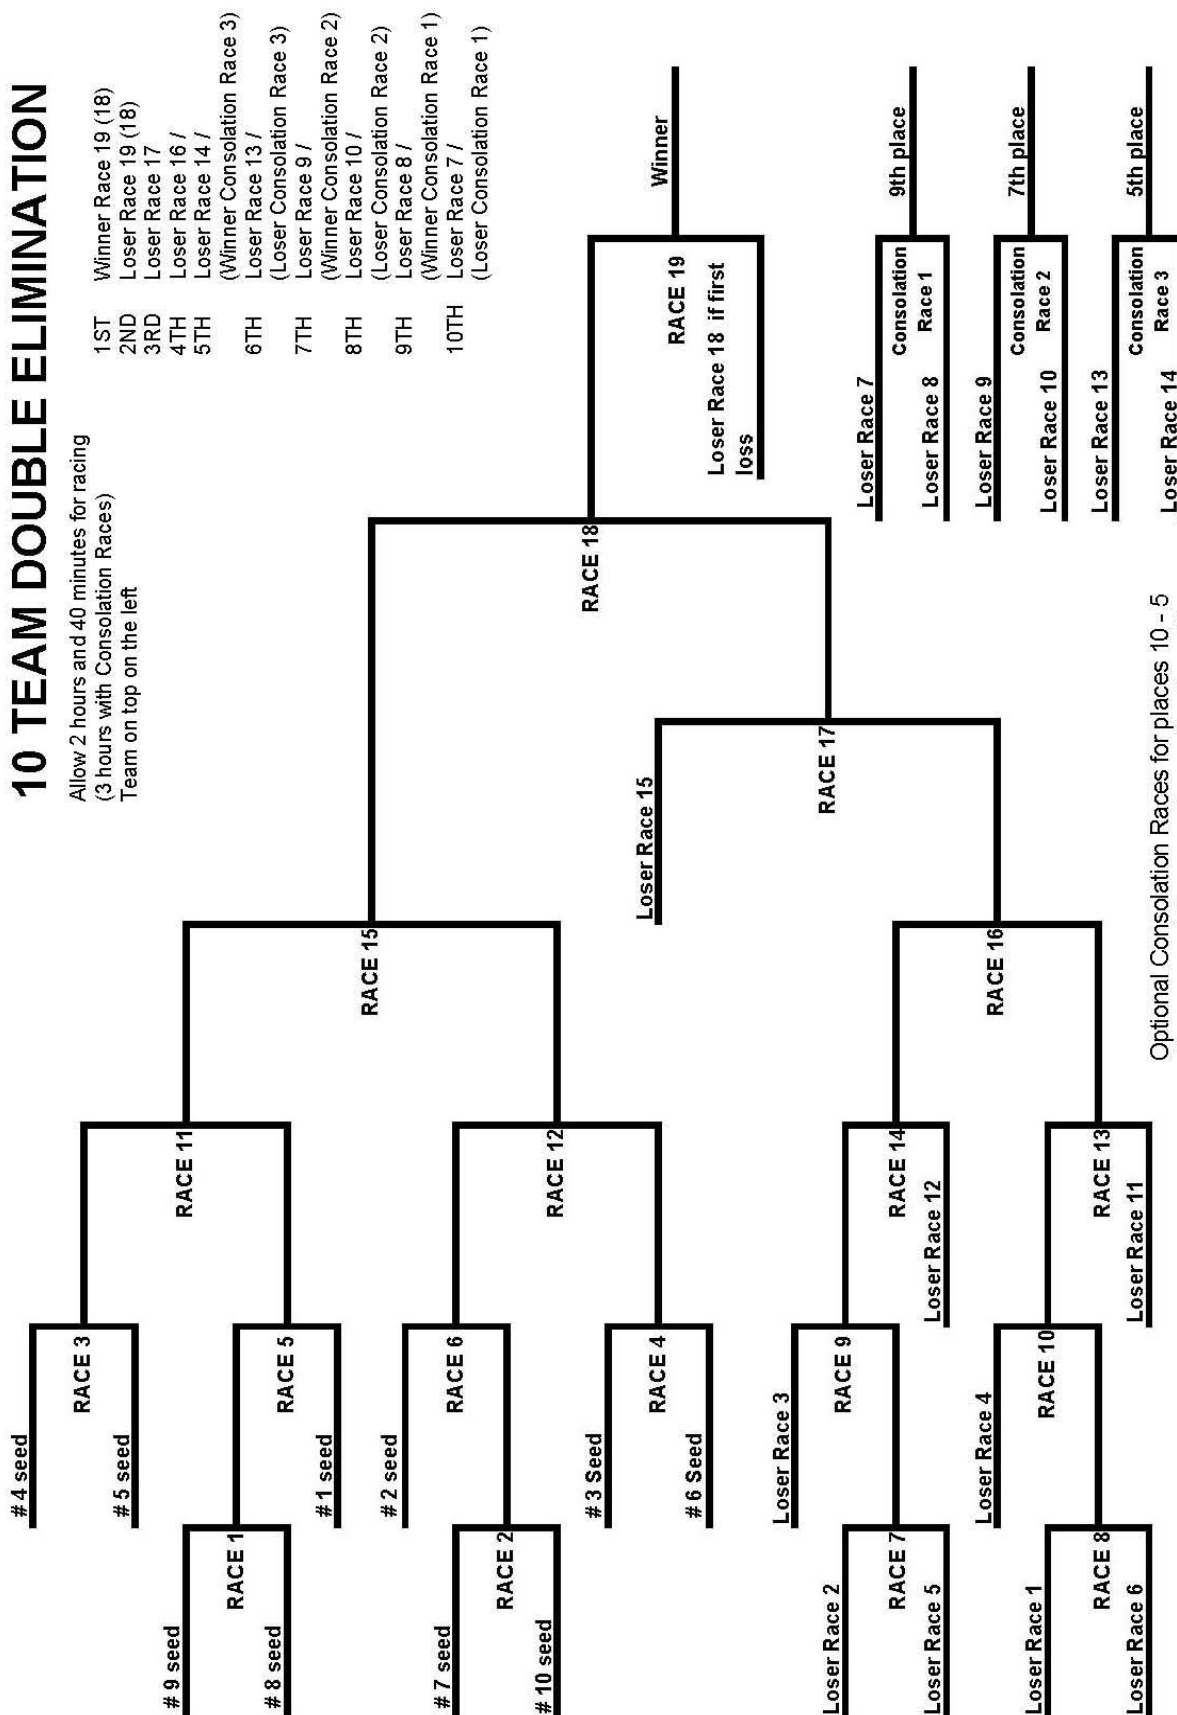 10 TEAM DOUBLE ELIMINATION
Allow 2 hours and 40 minutes for racing
(3 hours with Consolation Races)
Team on top on the left
1ST Winner Race 19 (18)
2ND Loser Race 19 (18)
3RD Loser Race 17
4TH Loser Race 16 /
5TH Loser Race 14 /
(Winner Consolation Race 3)
6TH Loser Race 13 /
(Loser Consolation Race 3)
7TH Loser Race 9 /
(Winner Consolation Race 2)
8TH Loser Race 10 /
(Loser Consolation Race 2)
9TH Loser Race 8 /
(Winner Consolation Race 1)
10TH Loser Race 7 /
(Loser Consolation Race 1)
# 4 seed
RACE 3
# 5 seed
# 9 seed
RACE 1
# 8 seed
RACE 5
# 1 seed
RACE 11
# 2 seed
RACE 6
# 7 seed
RACE 2
# 10 seed
RACE 12
# 3 Seed
RACE 4
# 6 Seed
RACE 15
Loser Race 3
RACE 9
Loser Race 2
RACE 7
Loser Race 5
RACE 14
Loser Race 12
Loser Race 4
RACE 10
Loser Race 1
RACE 8
Loser Race 6
RACE 13
Loser Race 11
RACE 16
Loser Race 15
RACE 17
RACE 18
RACE 19
Loser Race 18 if first
loss
Winner
Loser Race 7
Consolation
Race 1
Loser Race 8
9th place
Loser Race 9
Consolation
Race 2
Loser Race 10
7th place
Loser Race 13
Consolation
Race 3
Loser Race 14
5th place
Optional Consolation Races for places 10 - 5